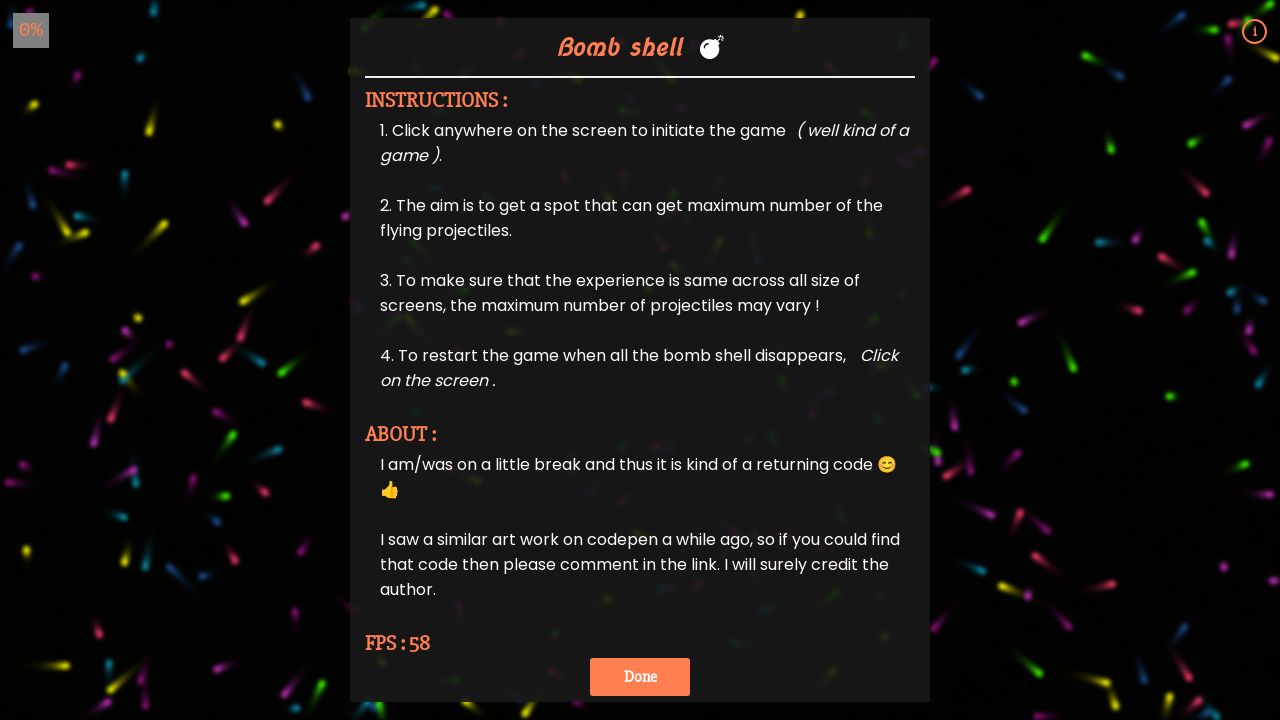 0%
i
Bomb shell 💣
INSTRUCTIONS :
1. Click anywhere on the screen to initiate the game ( well kind of a
game ).
2. The aim is to get a spot that can get maximum number of the
flying projectiles.
3. To make sure that the experience is same across all size of
screens, the maximum number of projectiles may vary !
4. To restart the game when all the bomb shell disappears, Click
on the screen .
ABOUT :
I am/was on a little break and thus it is kind of a returning code 😊
👍
I saw a similar art work on codepen a while ago, so if you could find
that code then please comment in the link. I will surely credit the
author.
FPS : 58
Done